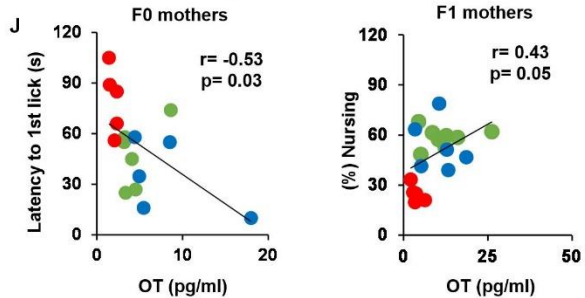 J
F0 mothers
Latency to 1st lick (s)
120
90
60
30
0
r= -0.53
p= 0.03
0
10
20
OT (pg/ml)
F1 mothers
(%) Nursing
120
90
60
30
0
r= 0.43
p= 0.05
0
25
50
OT (pg/ml)